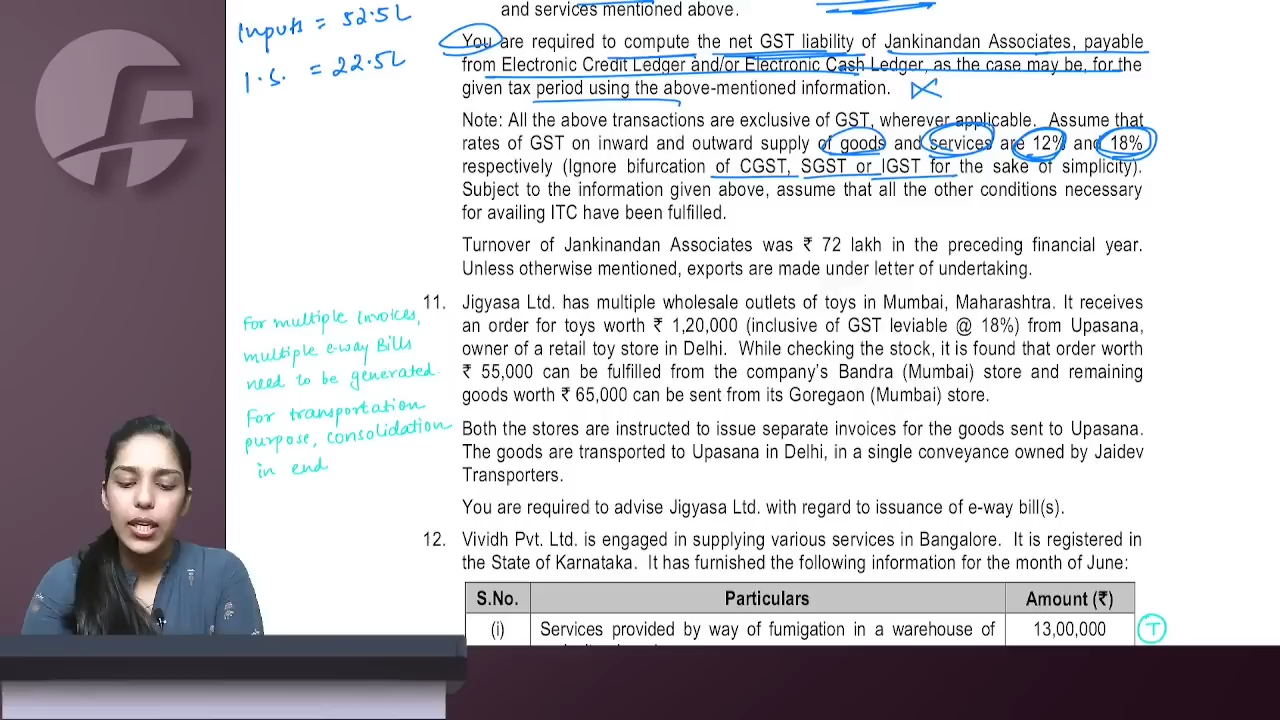 and services mentioned above.
Inputs = 52.5L
I.S. = 22.5L
You are required to compute the net GST liability of Jankinandan Associates, payable
from Electronic Credit Ledger and/or Electronic Cash Ledger, as the case may be, for the
given tax period using the above-mentioned information.
Note: All the above transactions are exclusive of GST, wherever applicable. Assume that
rates of GST on inward and outward supply of goods and services are 12% and 18%
respectively (Ignore bifurcation of CGST, SGST or IGST for the sake of simplicity).
Subject to the information given above, assume that all the other conditions necessary
for availing ITC have been fulfilled.
Turnover of Jankinandan Associates was ₹ 72 lakh in the preceding financial year.
Unless otherwise mentioned, exports are made under letter of undertaking.
For multiple invoices,
multiple e-way Bills
need to be generated.
For transportation
purpose, consolidation
in end
11. Jigyasa Ltd. has multiple wholesale outlets of toys in Mumbai, Maharashtra. It receives
an order for toys worth ₹ 1,20,000 (inclusive of GST leviable @ 18%) from Upasana,
owner of a retail toy store in Delhi. While checking the stock, it is found that order worth
₹ 55,000 can be fulfilled from the company's Bandra (Mumbai) store and remaining
goods worth ₹ 65,000 can be sent from its Goregaon (Mumbai) store.
Both the stores are instructed to issue separate invoices for the goods sent to Upasana.
The goods are transported to Upasana in Delhi, in a single conveyance owned by Jaidev
Transporters.
You are required to advise Jigyasa Ltd. with regard to issuance of e-way bill(s).
12. Vividh Pvt. Ltd. is engaged in supplying various services in Bangalore. It is registered in
the State of Karnataka. It has furnished the following information for the month of June:
S.No. Particulars Amount (₹)
(i) Services provided by way of fumigation in a warehouse of 13,00,000 T